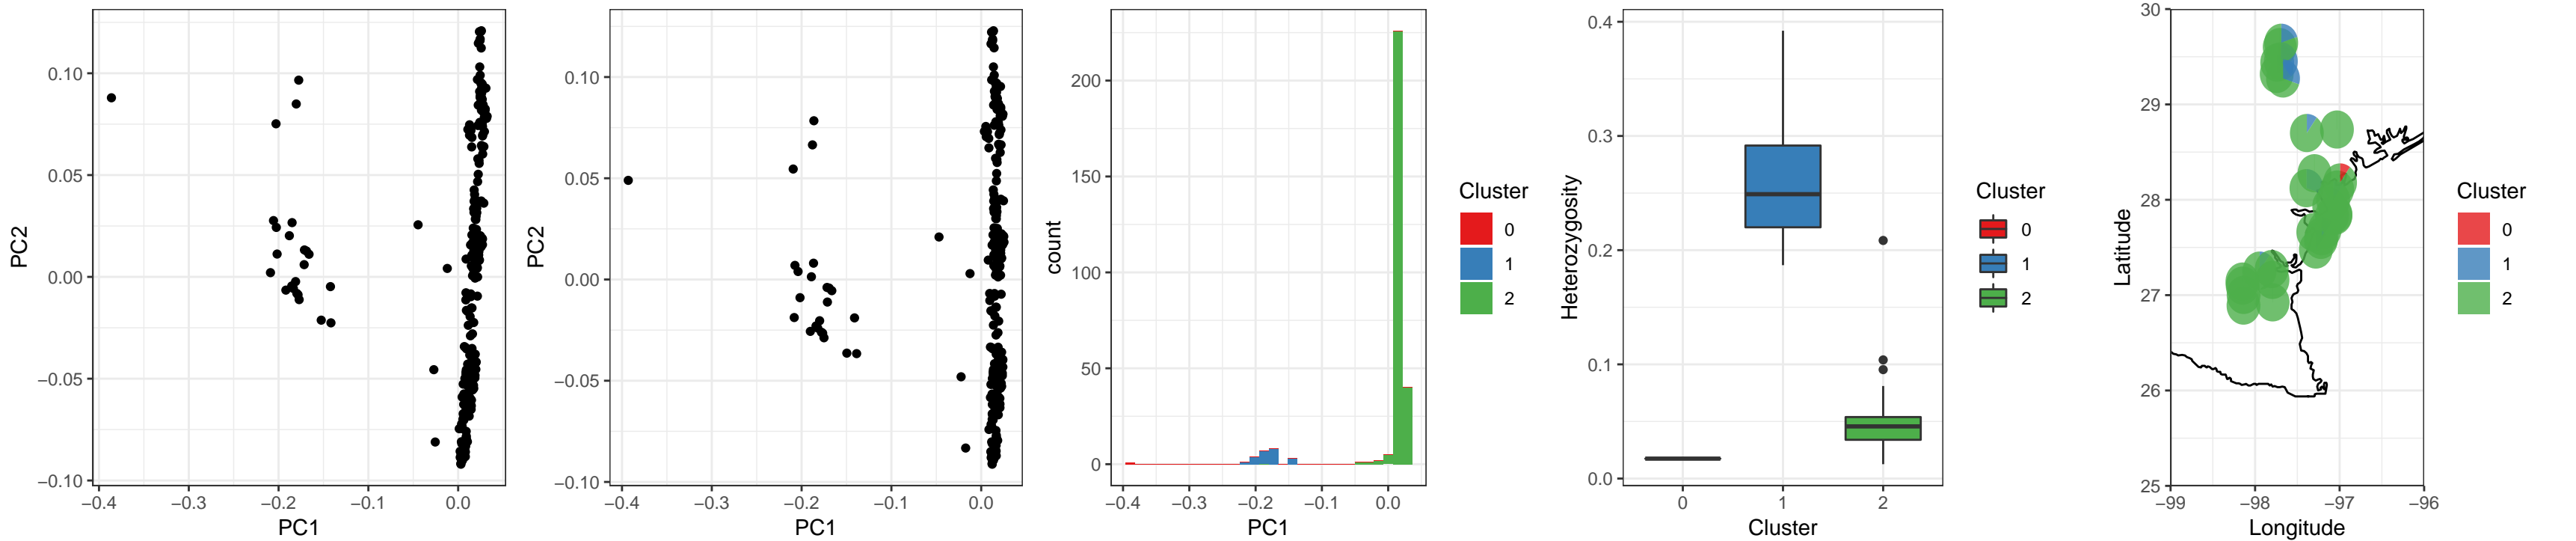 PC2
0.10
0.05
0.00
−0.05
−0.10
−0.4 −0.3 −0.2 −0.1 0.0
PC1
PC2
0.10
0.05
0.00
−0.05
−0.10
−0.4 −0.3 −0.2 −0.1 0.0
PC1
count
200
150
100
50
0
−0.4 −0.3 −0.2 −0.1 0.0
PC1
Cluster
0
1
2
Heterozygosity
0.4
0.3
0.2
0.1
0.0
0 1 2
Cluster
Cluster
0
1
2
Latitude
30
29
28
27
26
25
−99 −98 −97 −96
Longitude
Cluster
0
1
2